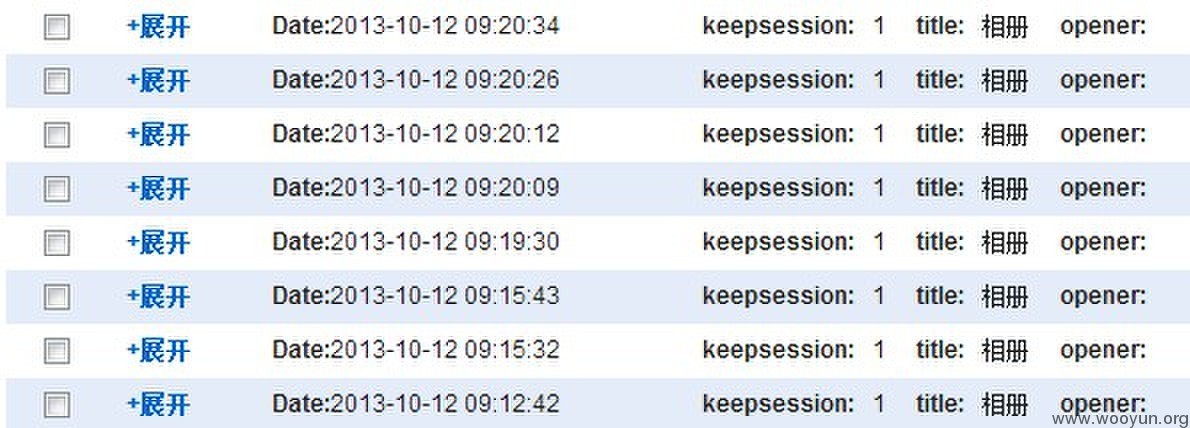 +展开 Date:2013-10-12 09:20:34 keepsession: 1 title: 相册 opener:
+展开 Date:2013-10-12 09:20:26 keepsession: 1 title: 相册 opener:
+展开 Date:2013-10-12 09:20:12 keepsession: 1 title: 相册 opener:
+展开 Date:2013-10-12 09:20:09 keepsession: 1 title: 相册 opener:
+展开 Date:2013-10-12 09:19:30 keepsession: 1 title: 相册 opener:
+展开 Date:2013-10-12 09:15:43 keepsession: 1 title: 相册 opener:
+展开 Date:2013-10-12 09:15:32 keepsession: 1 title: 相册 opener:
+展开 Date:2013-10-12 09:12:42 keepsession: 1 title: 相册 opener:
www.wooyun.org